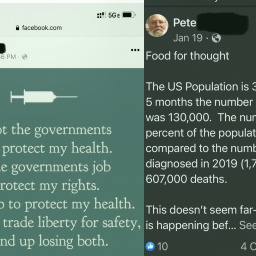 5Gᴇ
facebook.com
PM ·
ot the governments
protect my health.
e governments job
rotect my rights.
to protect my health.
trade liberty for safety,
nd up losing both.
Pete
Jan 19 ·
Food for thought
The US Population is 3
5 months the number
was 130,000. The nu
percent of the populat
compared to the numb
diagnosed in 2019 (1,7
607,000 deaths.
This doesn't seem far-
is happening bef... See
10
4 C